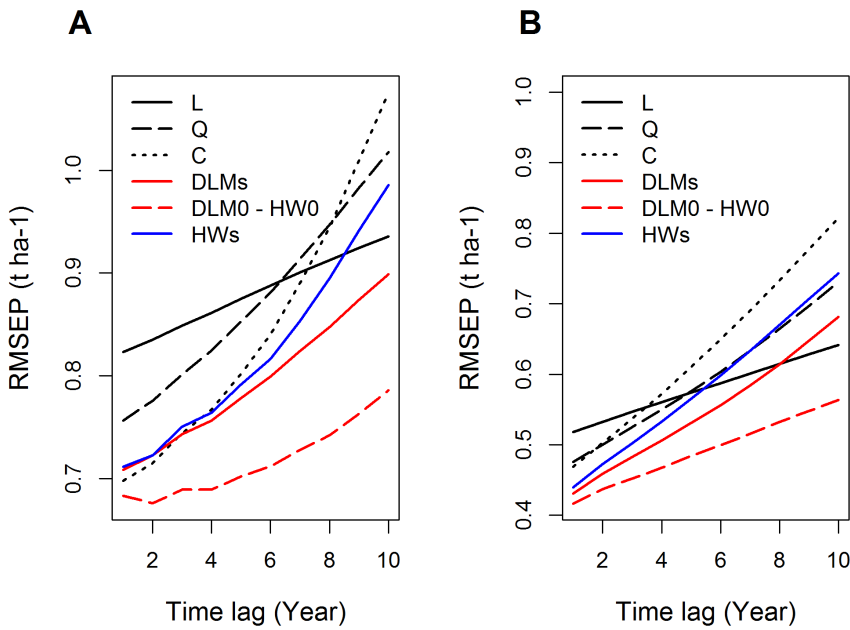 A
L
Q
C
DLMs
DLM0 - HW0
HWs
0.7
0.8
0.9
1.0
RMSEP (t ha-1)
2
4
6
8
10
Time lag (Year)
B
L
Q
C
DLMs
DLM0 - HW0
HWs
0.4
0.5
0.6
0.7
0.8
0.9
1.0
RMSEP (t ha-1)
2
4
6
8
10
Time lag (Year)